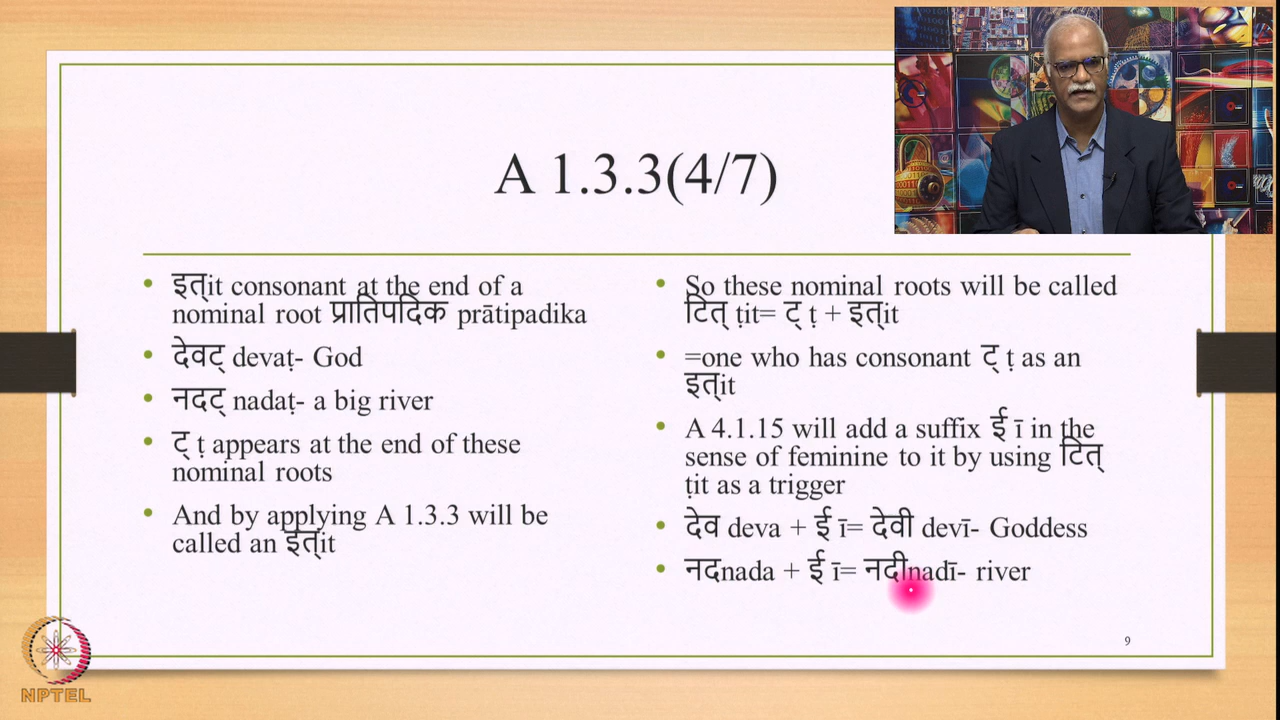 A 1.3.3(4/7)
इत्it consonant at the end of a
nominal root प्रातिपदिक prātipadika
देवट् devaṭ- God
नदट् nadaṭ- a big river
ट् ṭ appears at the end of these
nominal roots
And by applying A 1.3.3 will be
called an इत्it
So these nominal roots will be called
टित् ṭit= ट् ṭ + इत्it
=one who has consonant ट् ṭ as an
इत्it
A 4.1.15 will add a suffix ई ī in the
sense of feminine to it by using टित्
ṭit as a trigger
देव deva + ई ī= देवी devī- Goddess
नदnada + ई ī= नदीnadī- river
9
NPTEL